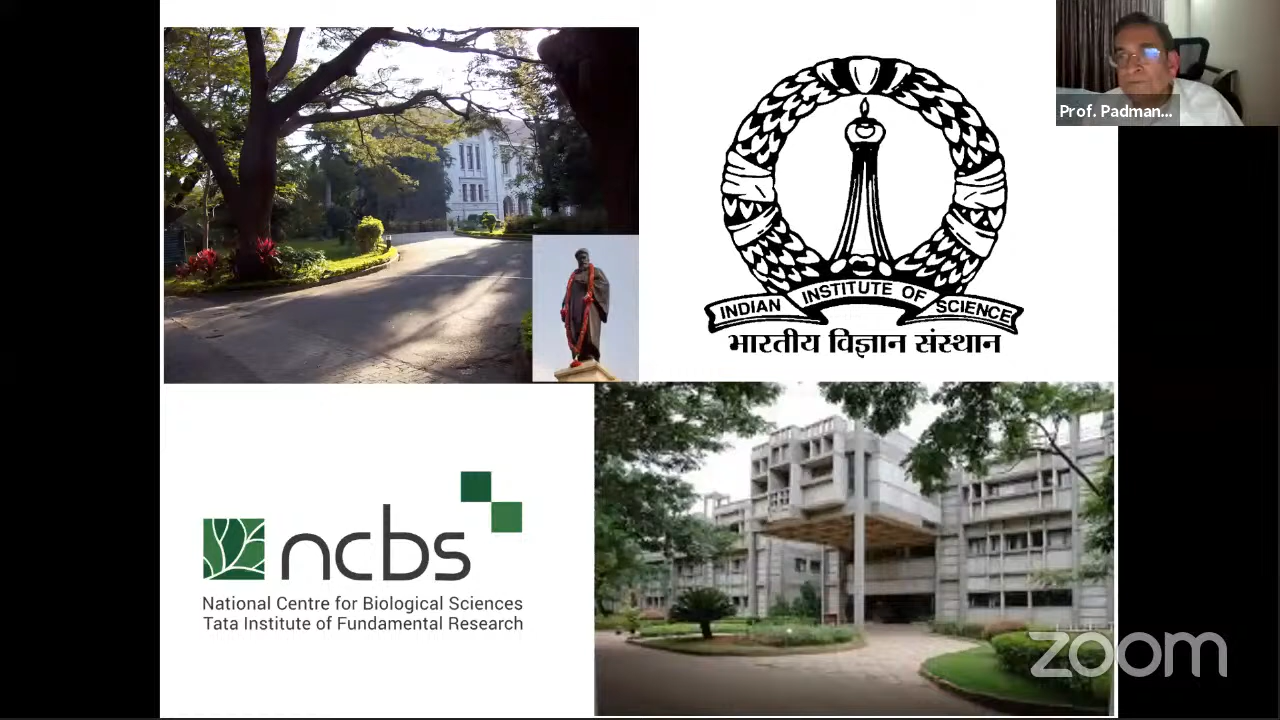 Prof. Padman...
INDIAN INSTITUTE OF SCIENCE
भारतीय विज्ञान संस्थान
ncbs
National Centre for Biological Sciences
Tata Institute of Fundamental Research
zoom